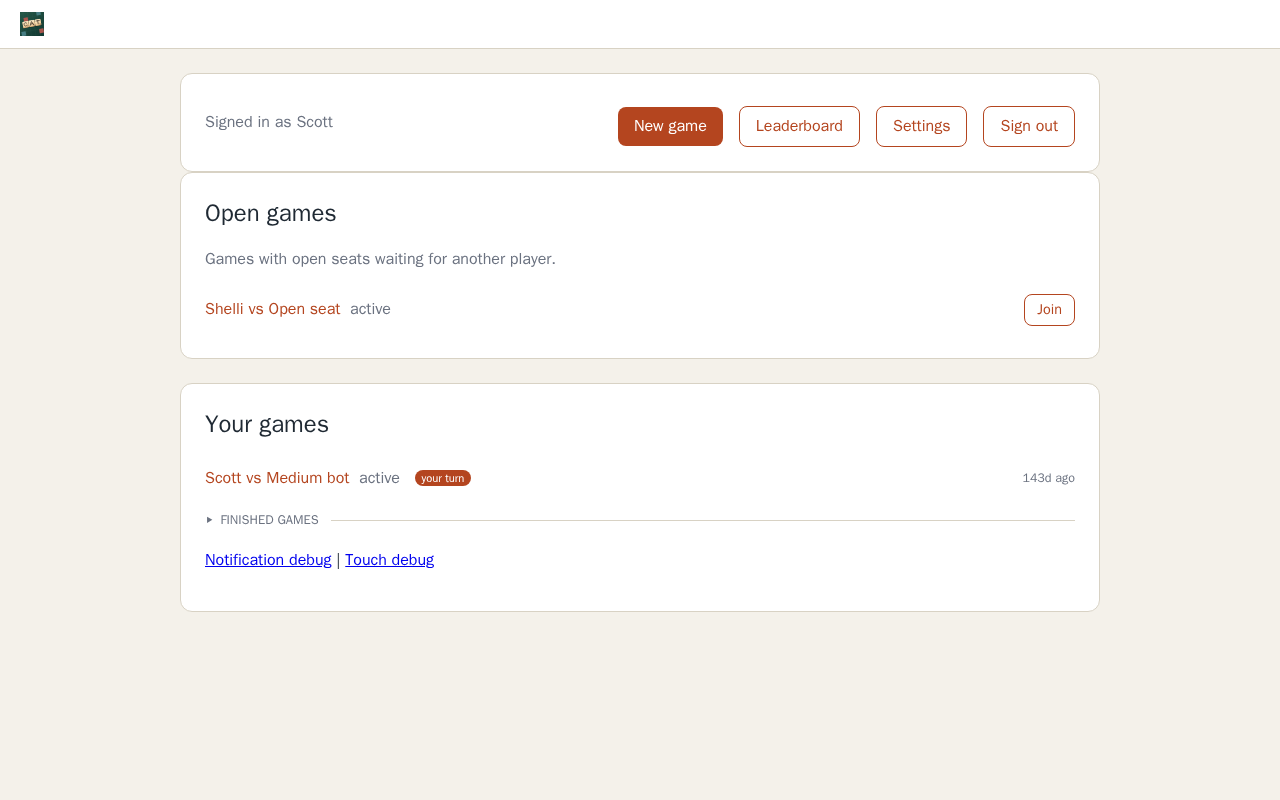 CAT
Signed in as Scott
New game
Leaderboard
Settings
Sign out
Open games
Games with open seats waiting for another player.
Shelli vs Open seat active
Join
Your games
Scott vs Medium bot active your turn
143d ago
FINISHED GAMES
Notification debug | Touch debug